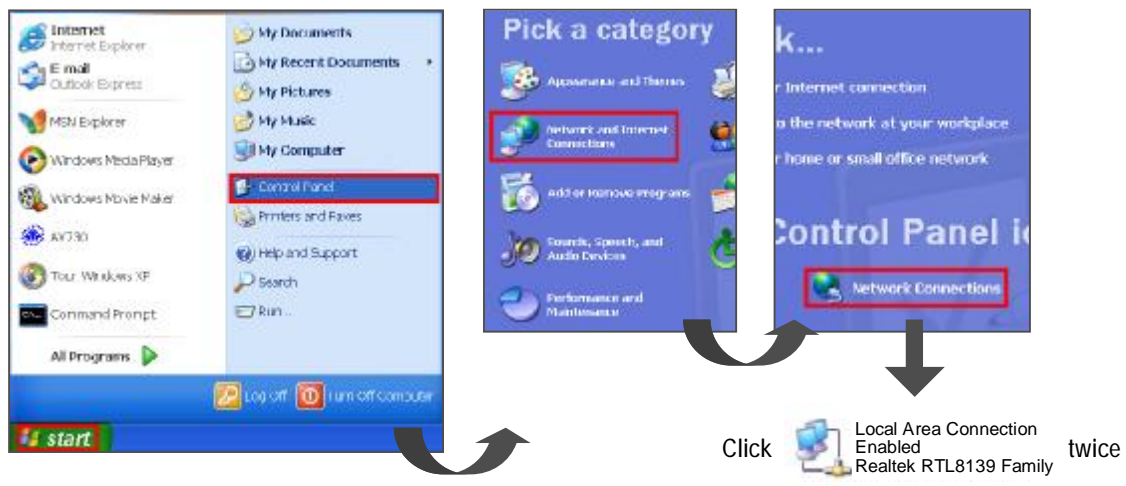 Internet
Internet Explorer
E-mail
Outlook Express
MSN Explorer
Windows Media Player
Windows Movie Maker
AV730
Tour Windows XP
Command Prompt
All Programs
My Documents
My Recent Documents
My Pictures
My Music
My Computer
Control Panel
Printers and Faxes
Help and Support
Search
Run...
Log Off
Turn Off Computer
start
Pick a category
Appearance and Themes
Network and Internet
Connections
Add or Remove Programs
Sounds, Speech, and
Audio Devices
Performance and
Maintenance
k...
r Internet connection
o the network at your workplace
r home or small office network
Control Panel ic
Network Connections
Click
Local Area Connection
Enabled
Realtek RTL8139 Family
twice